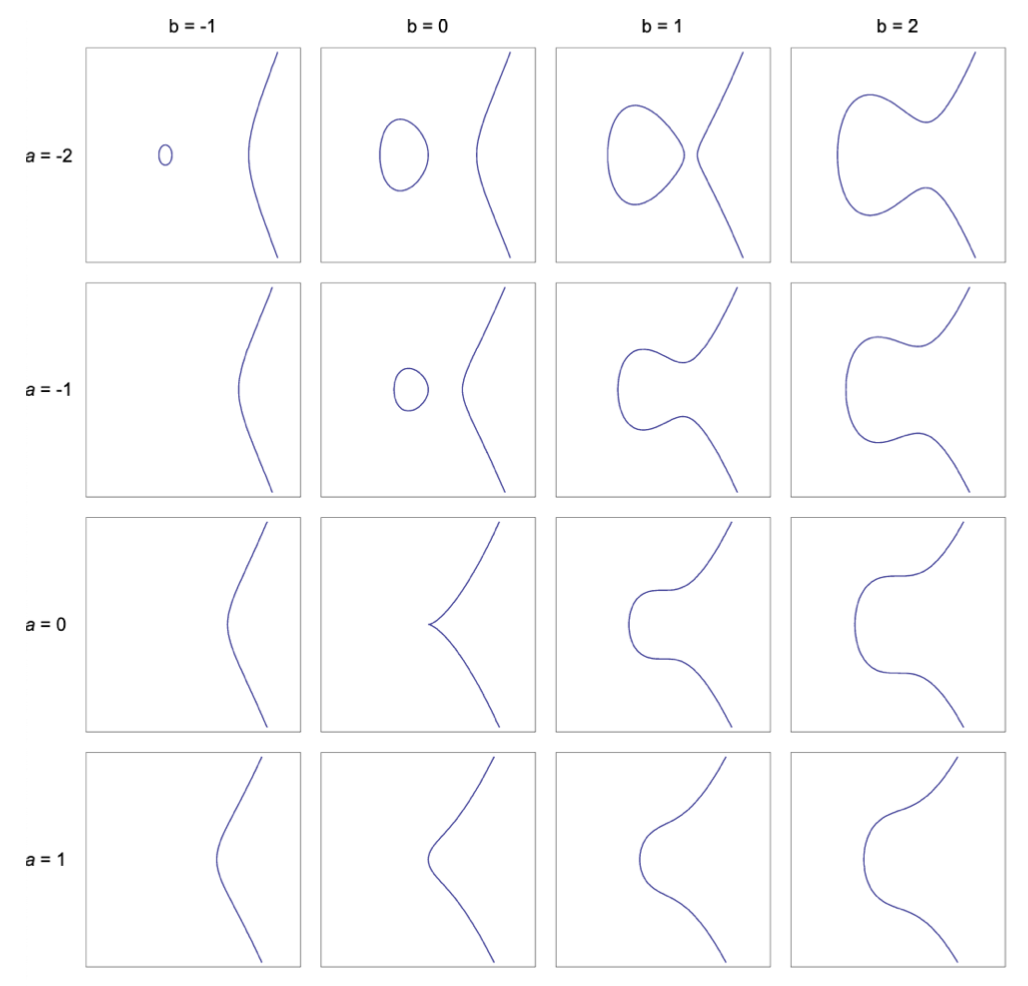 b = -1 b = 0 b = 1 b = 2
a = -2
a = -1
a = 0
a = 1